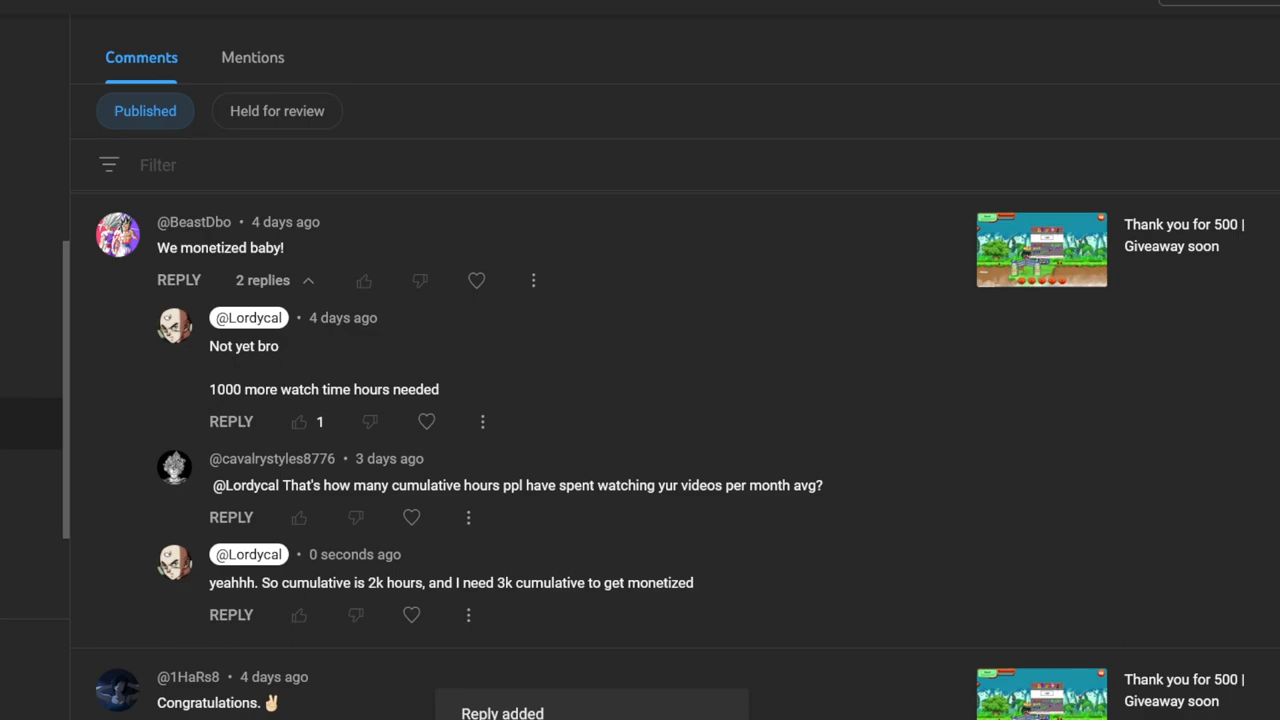 Comments
Mentions
Published
Held for review
Filter
@BeastDbo • 4 days ago
We monetized baby!
REPLY
2 replies
Thank you for 500 |
Giveaway soon
@Lordycal • 4 days ago
Not yet bro
1000 more watch time hours needed
REPLY
1
@cavalrystyles8776 • 3 days ago
@Lordycal That's how many cumulative hours ppl have spent watching yur videos per month avg?
REPLY
@Lordycal • 0 seconds ago
yeahhh. So cumulative is 2k hours, and I need 3k cumulative to get monetized
REPLY
@1HaRs8 • 4 days ago
Congratulations. ✌🏻
Thank you for 500 |
Giveaway soon
Reply added